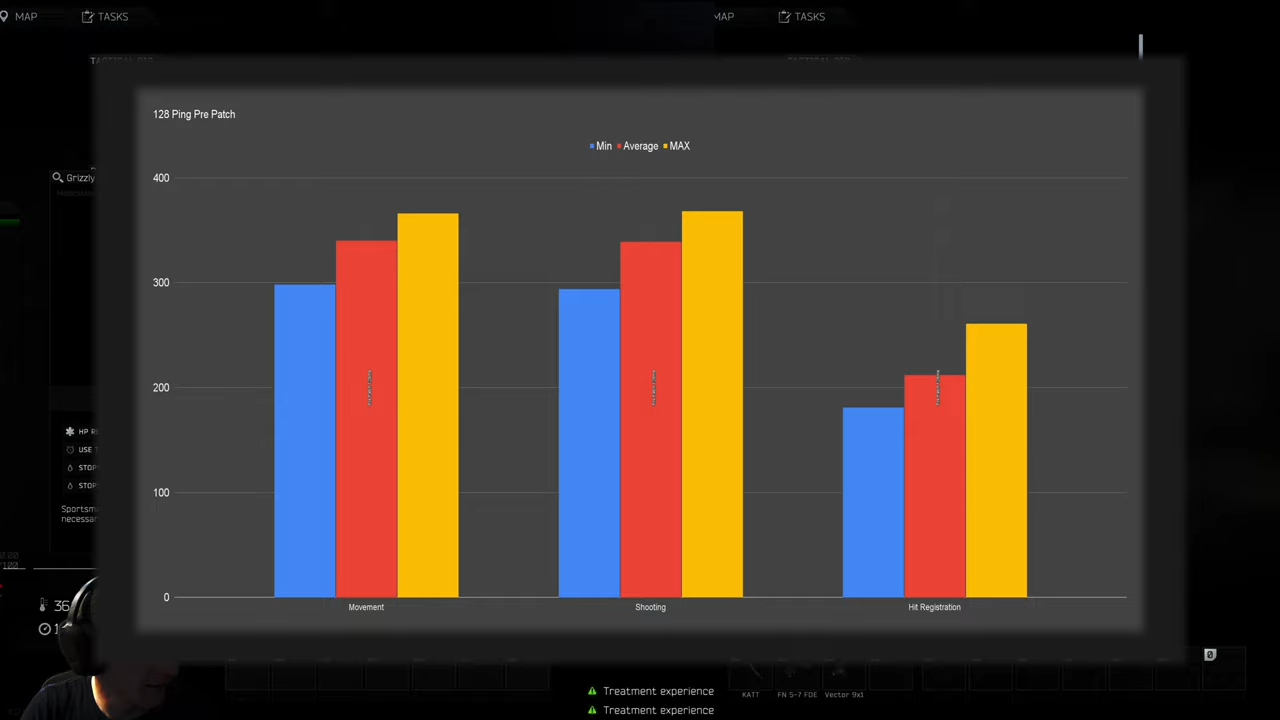 MAP
TASKS
MAP
TASKS
128 Ping Pre Patch
Min Average MAX
400
300
200
100
0
Movement
Shooting
Hit Registration
Grizzly
HP
USE
STOP
STOP
Sportsm
necessar
36
0
KATT
FN 5-7 FDE
Vector 9x1
Treatment experience
Treatment experience